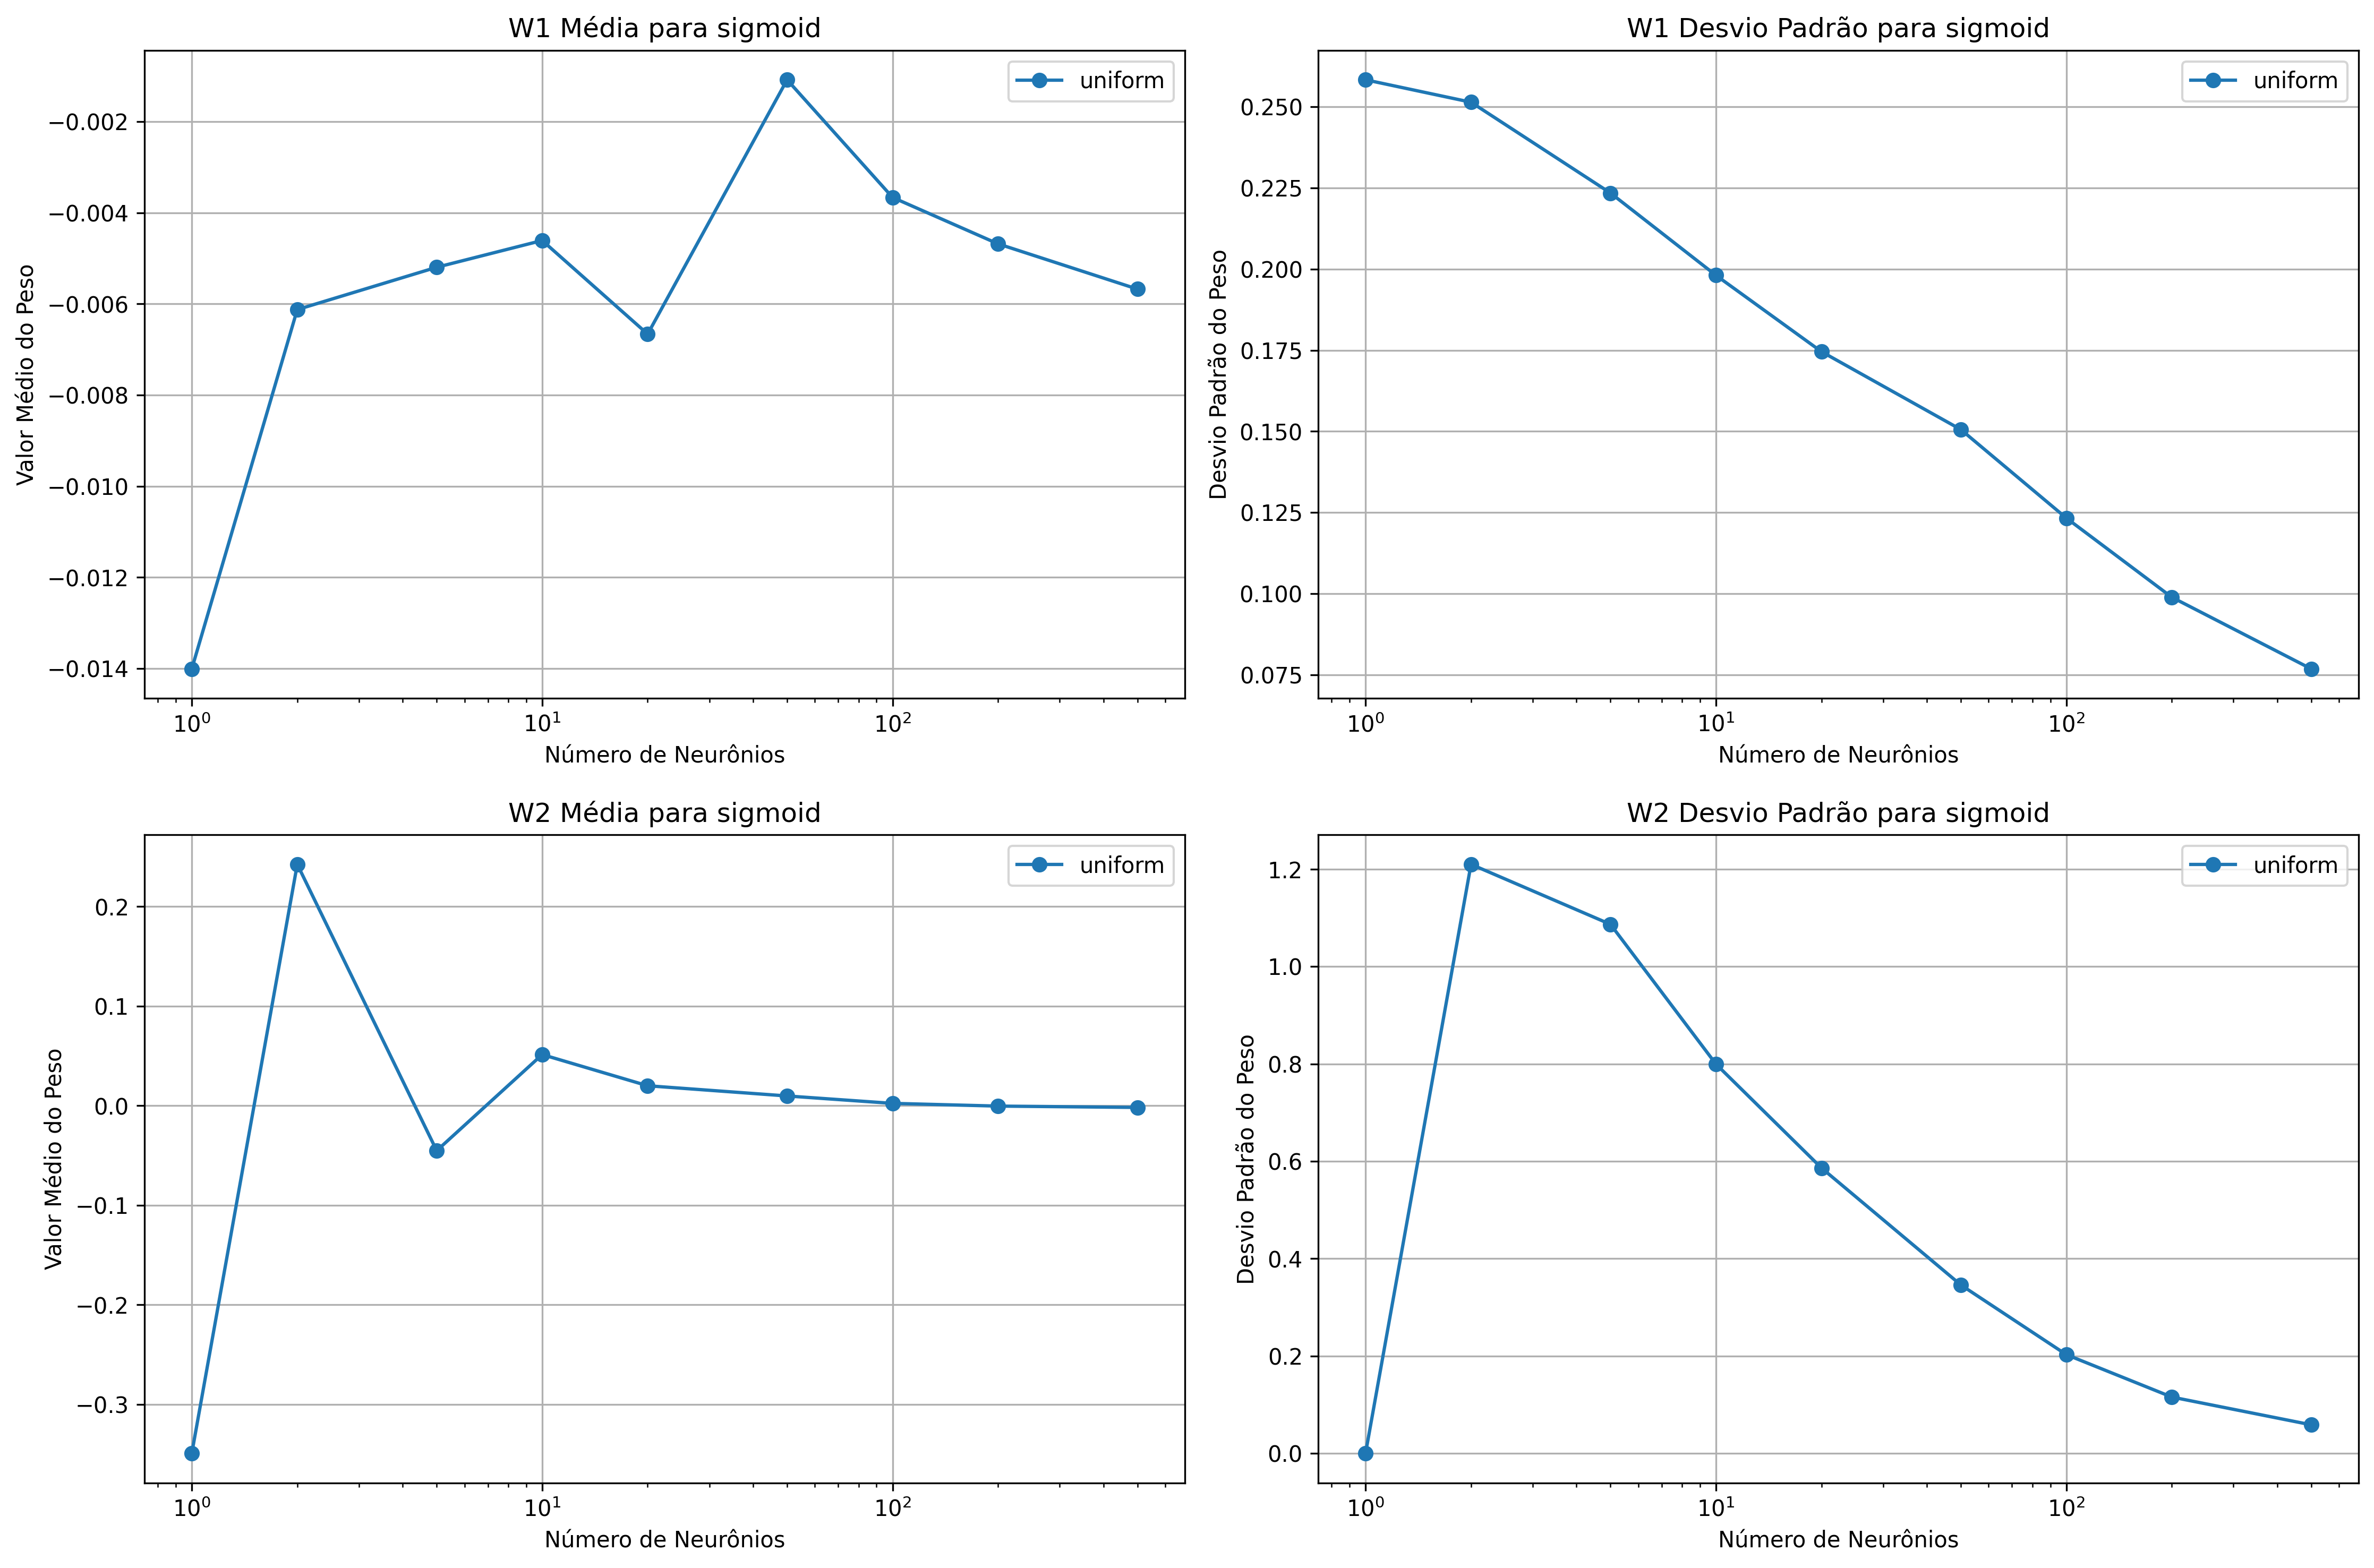 W1 Média para sigmoid
uniform
Valor Médio do Peso
−0.002
−0.004
−0.006
−0.008
−0.010
−0.012
−0.014
10⁰
10¹
10²
Número de Neurônios
W1 Desvio Padrão para sigmoid
uniform
Desvio Padrão do Peso
0.250
0.225
0.200
0.175
0.150
0.125
0.100
0.075
10⁰
10¹
10²
Número de Neurônios
W2 Média para sigmoid
uniform
Valor Médio do Peso
0.2
0.1
0.0
−0.1
−0.2
−0.3
10⁰
10¹
10²
Número de Neurônios
W2 Desvio Padrão para sigmoid
uniform
Desvio Padrão do Peso
1.2
1.0
0.8
0.6
0.4
0.2
0.0
10⁰
10¹
10²
Número de Neurônios